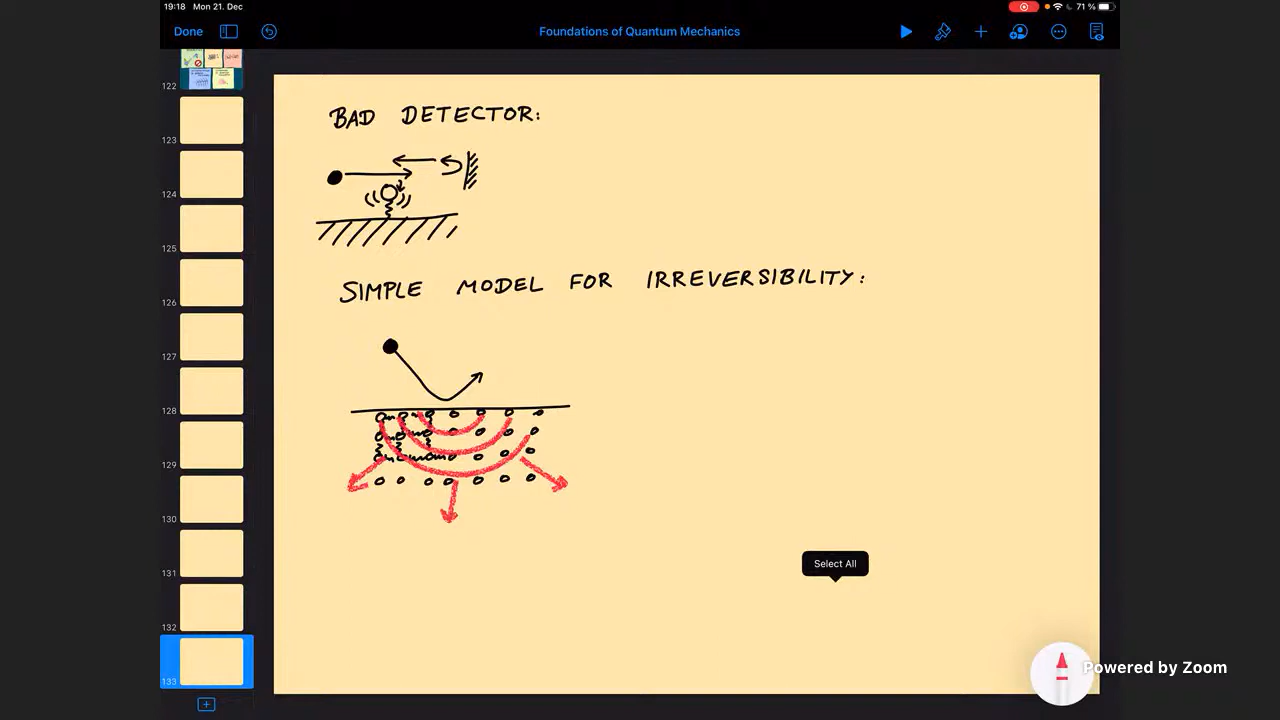 19:18 Mon 21. Dec
71 %
Done
Foundations of Quantum Mechanics
122
123
124
125
126
127
128
129
130
131
132
133
BAD DETECTOR:
SIMPLE MODEL FOR IRREVERSIBILITY:
Select All
Powered by Zoom